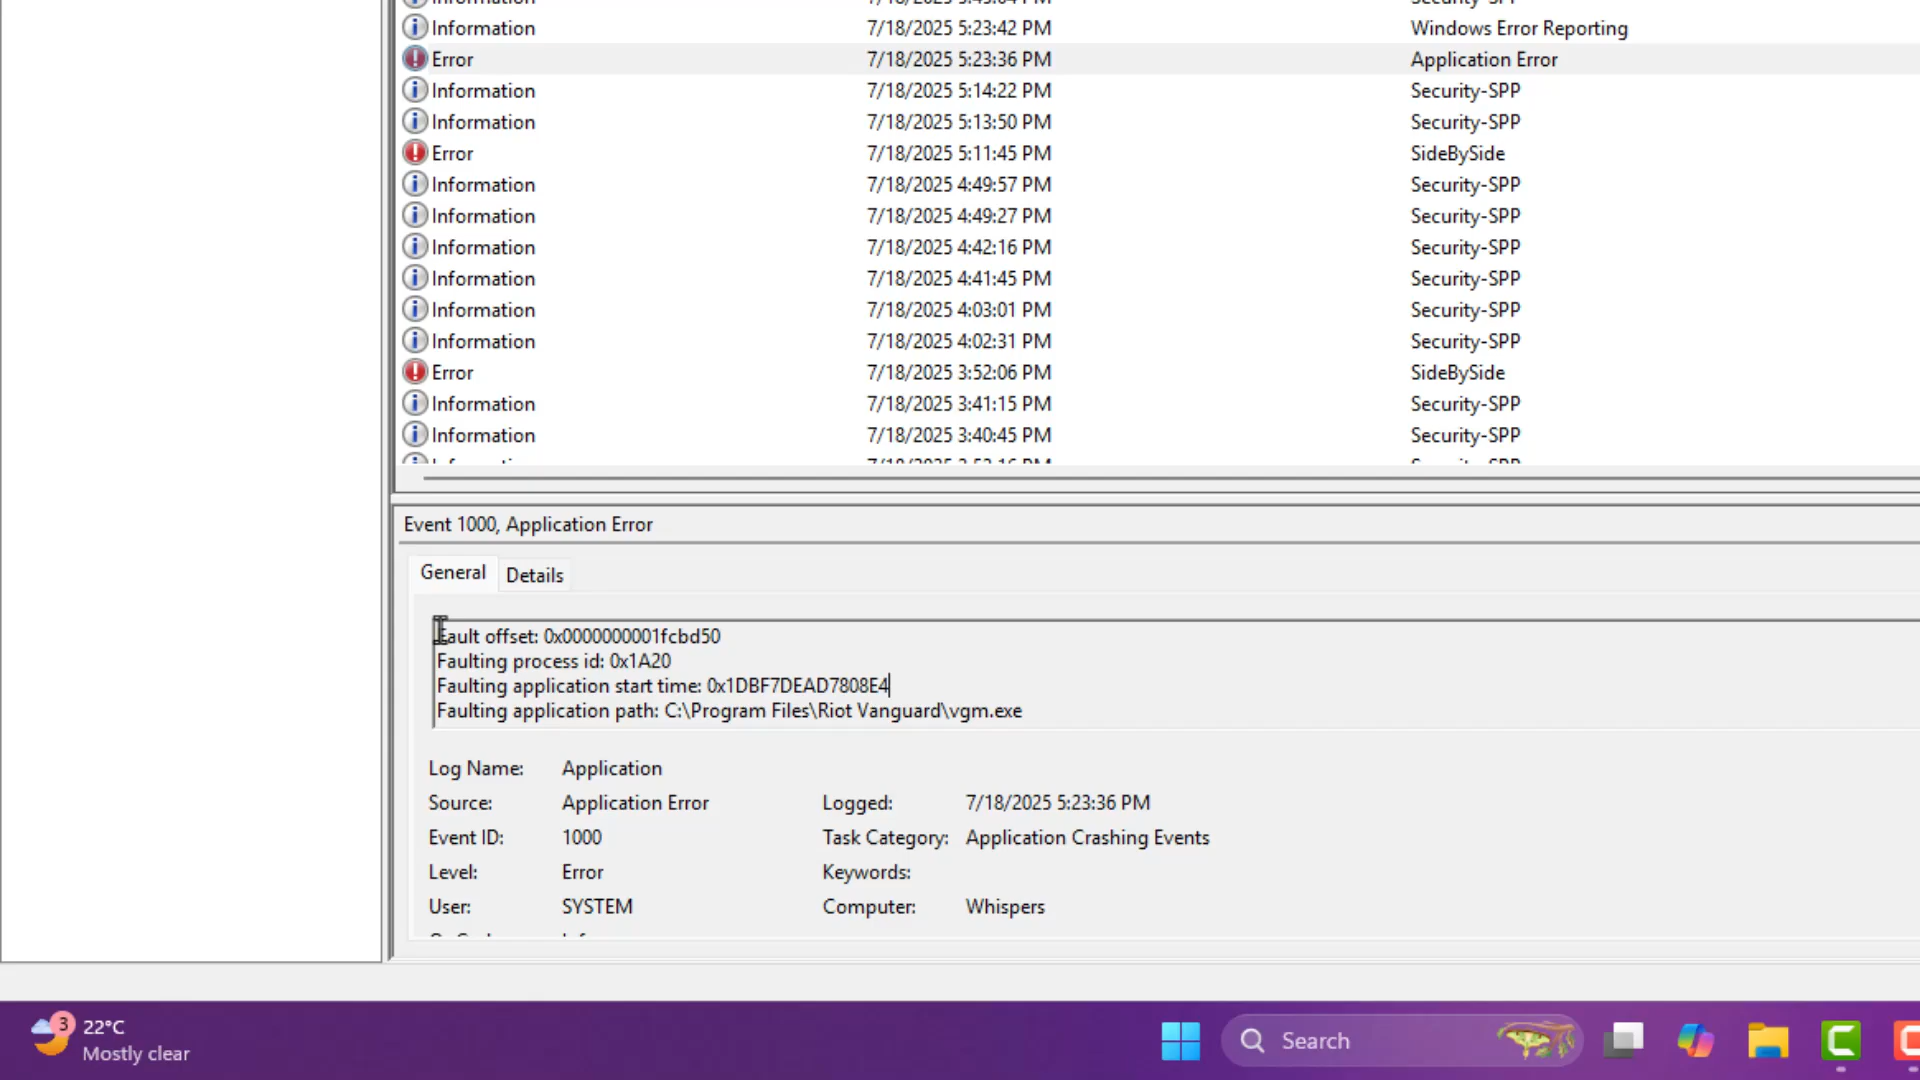 Information 7/18/2025 5:23:42 PM Windows Error Reporting
Error 7/18/2025 5:23:36 PM Application Error
Information 7/18/2025 5:14:22 PM Security-SPP
Information 7/18/2025 5:13:50 PM Security-SPP
Error 7/18/2025 5:11:45 PM SideBySide
Information 7/18/2025 4:49:57 PM Security-SPP
Information 7/18/2025 4:49:27 PM Security-SPP
Information 7/18/2025 4:42:16 PM Security-SPP
Information 7/18/2025 4:41:45 PM Security-SPP
Information 7/18/2025 4:03:01 PM Security-SPP
Information 7/18/2025 4:02:31 PM Security-SPP
Error 7/18/2025 3:52:06 PM SideBySide
Information 7/18/2025 3:41:15 PM Security-SPP
Information 7/18/2025 3:40:45 PM Security-SPP
Event 1000, Application Error
General Details
Fault offset: 0x0000000001fcbd50
Faulting process id: 0x1A20
Faulting application start time: 0x1DBF7DEAD7808E4
Faulting application path: C:\Program Files\Riot Vanguard\vgm.exe
Log Name: Application
Source: Application Error Logged: 7/18/2025 5:23:36 PM
Event ID: 1000 Task Category: Application Crashing Events
Level: Error Keywords:
User: SYSTEM Computer: Whispers
3 22°C
Mostly clear
Search